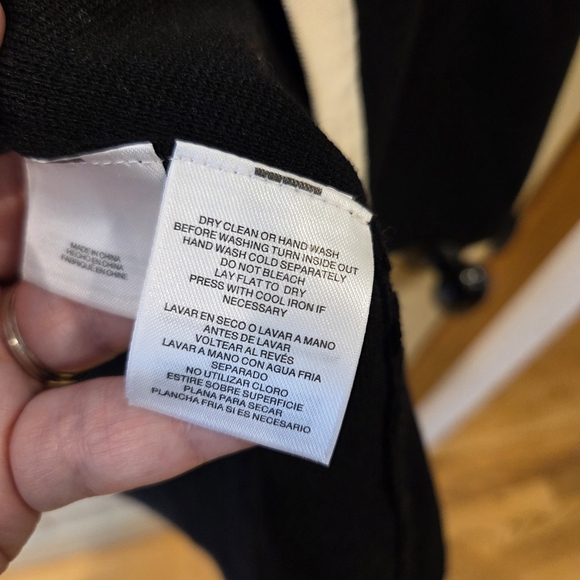 MADE IN CHINA
HECHO EN CHINA
FABRIQUÉ EN CHINE
DRY CLEAN OR HAND WASH
BEFORE WASHING TURN INSIDE OUT
HAND WASH COLD SEPARATELY
DO NOT BLEACH
LAY FLAT TO DRY
PRESS WITH COOL IRON IF
NECESSARY
LAVAR EN SECO O LAVAR A MANO
ANTES DE LAVAR
VOLTEAR AL REVÉS
LAVAR A MANO CON AGUA FRIA
SEPARADO
NO UTILIZAR CLORO
ESTIRE SOBRE SUPERFICIE
PLANA PARA SECAR
PLANCHA FRIA SI ES NECESARIO